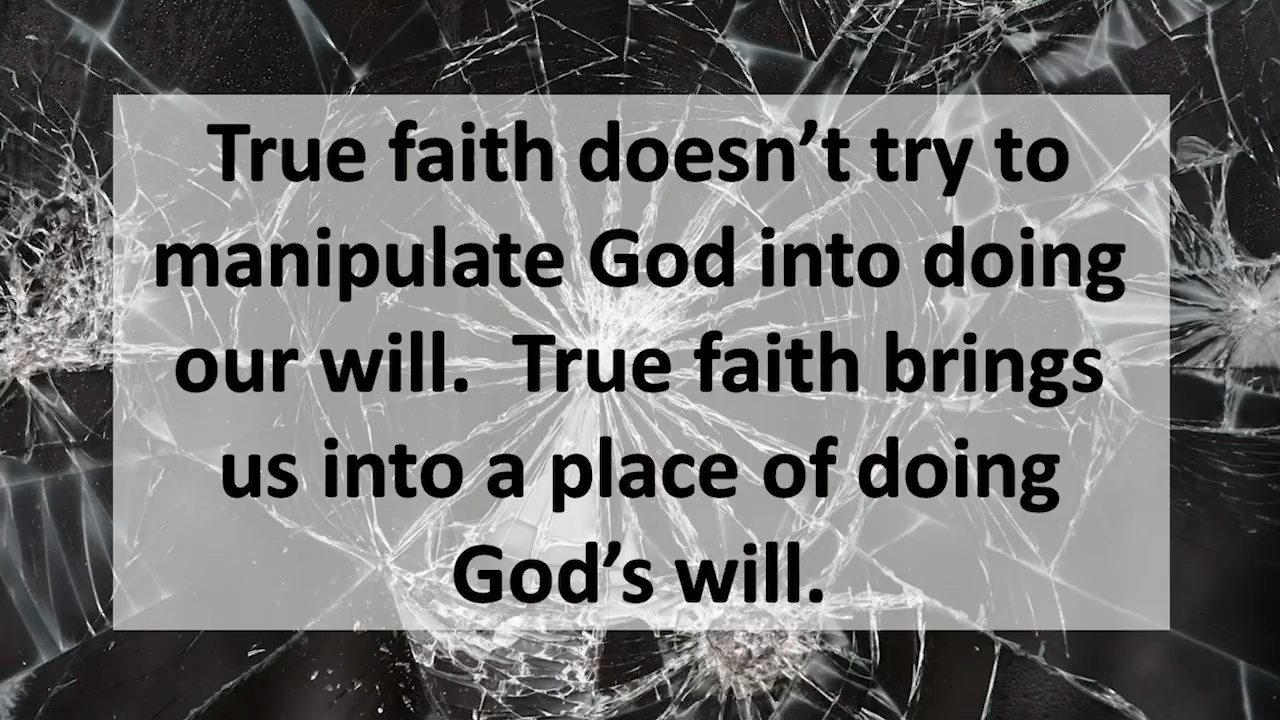 True faith doesn’t try to
manipulate God into doing
our will.  True faith brings
us into a place of doing
God’s will.